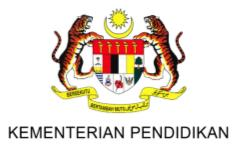 BERSEKUTU BERTAMBAH MUTU
KEMENTERIAN PENDIDIKAN